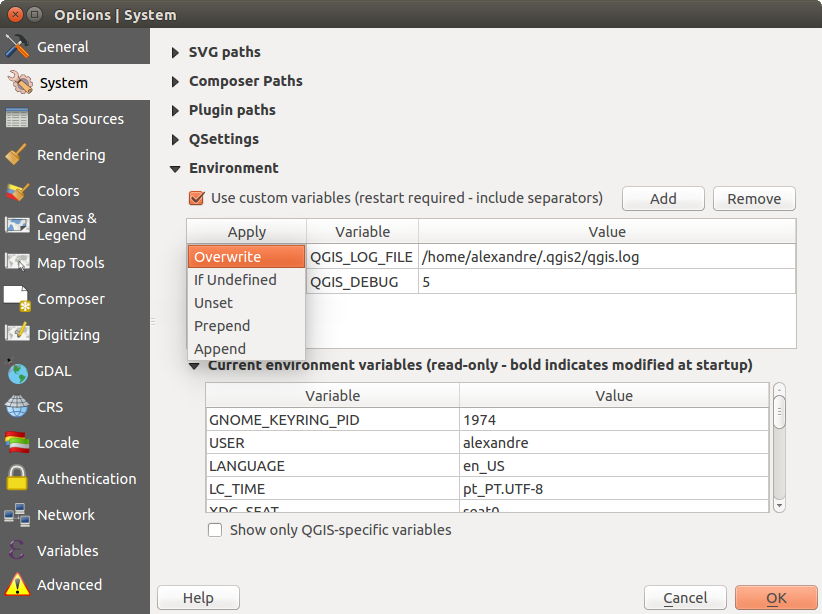 Options | System
General
System
Data Sources
Rendering
Colors
Canvas &
Legend
Map Tools
Composer
Digitizing
GDAL
CRS
Locale
Authentication
Network
Variables
Advanced
SVG paths
Composer Paths
Plugin paths
QSettings
Environment
Use custom variables (restart required - include separators) Add Remove
Apply Variable Value
Overwrite QGIS_LOG_FILE /home/alexandre/.qgis2/qgis.log
If Undefined QGIS_DEBUG 5
Unset
Prepend
Append
Current environment variables (read-only - bold indicates modified at startup)
Variable Value
GNOME_KEYRING_PID 1974
USER alexandre
LANGUAGE en_US
LC_TIME pt_PT.UTF-8
XDG_SEAT seat0
Show only QGIS-specific variables
Help Cancel OK